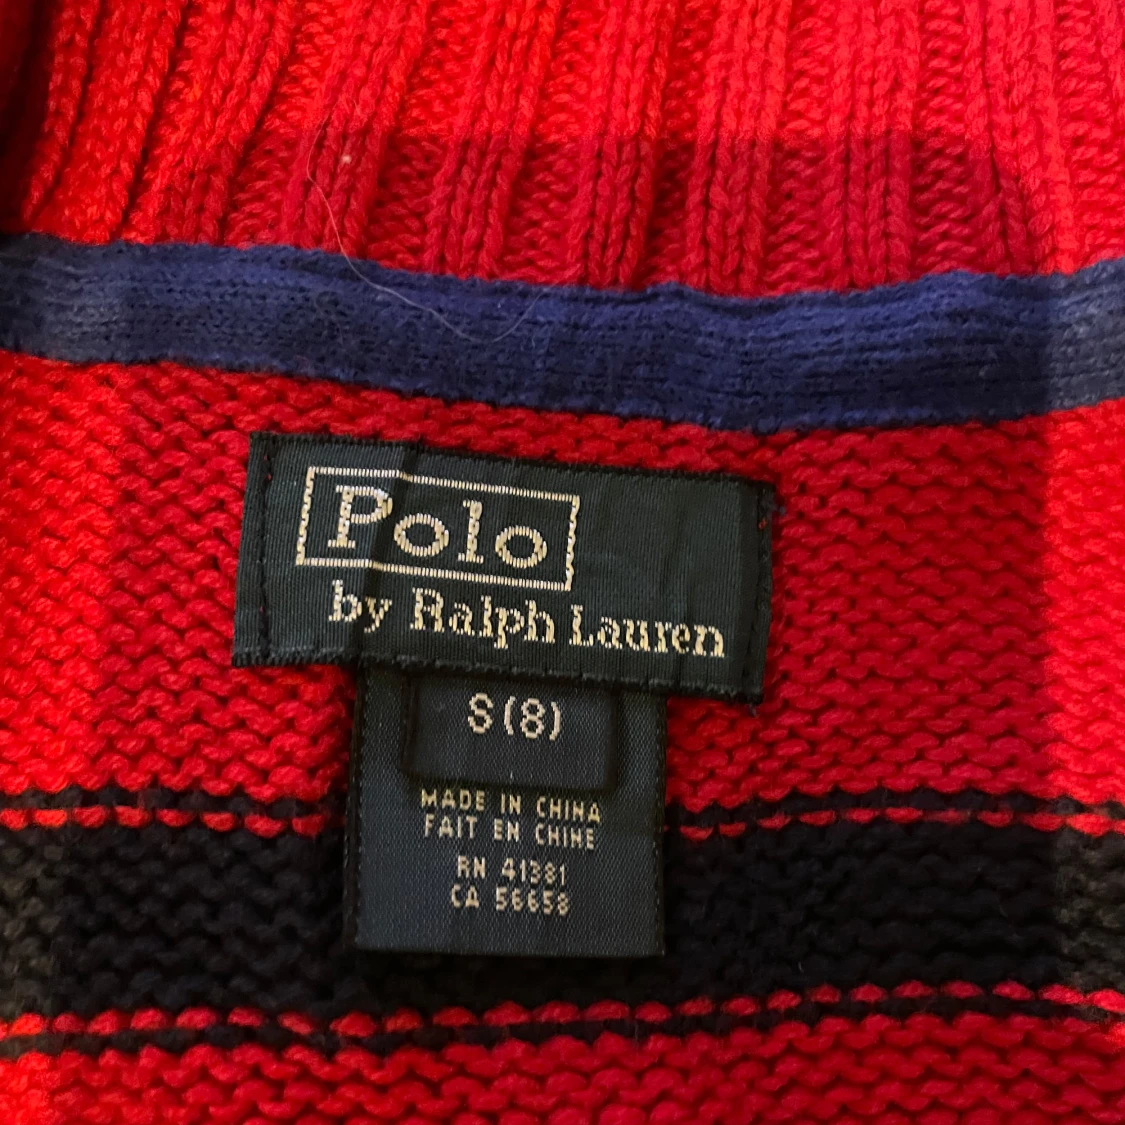 Polo
by Ralph Lauren
S (8)
MADE IN CHINA
FAIT EN CHINE
RN 41381
CA 56658